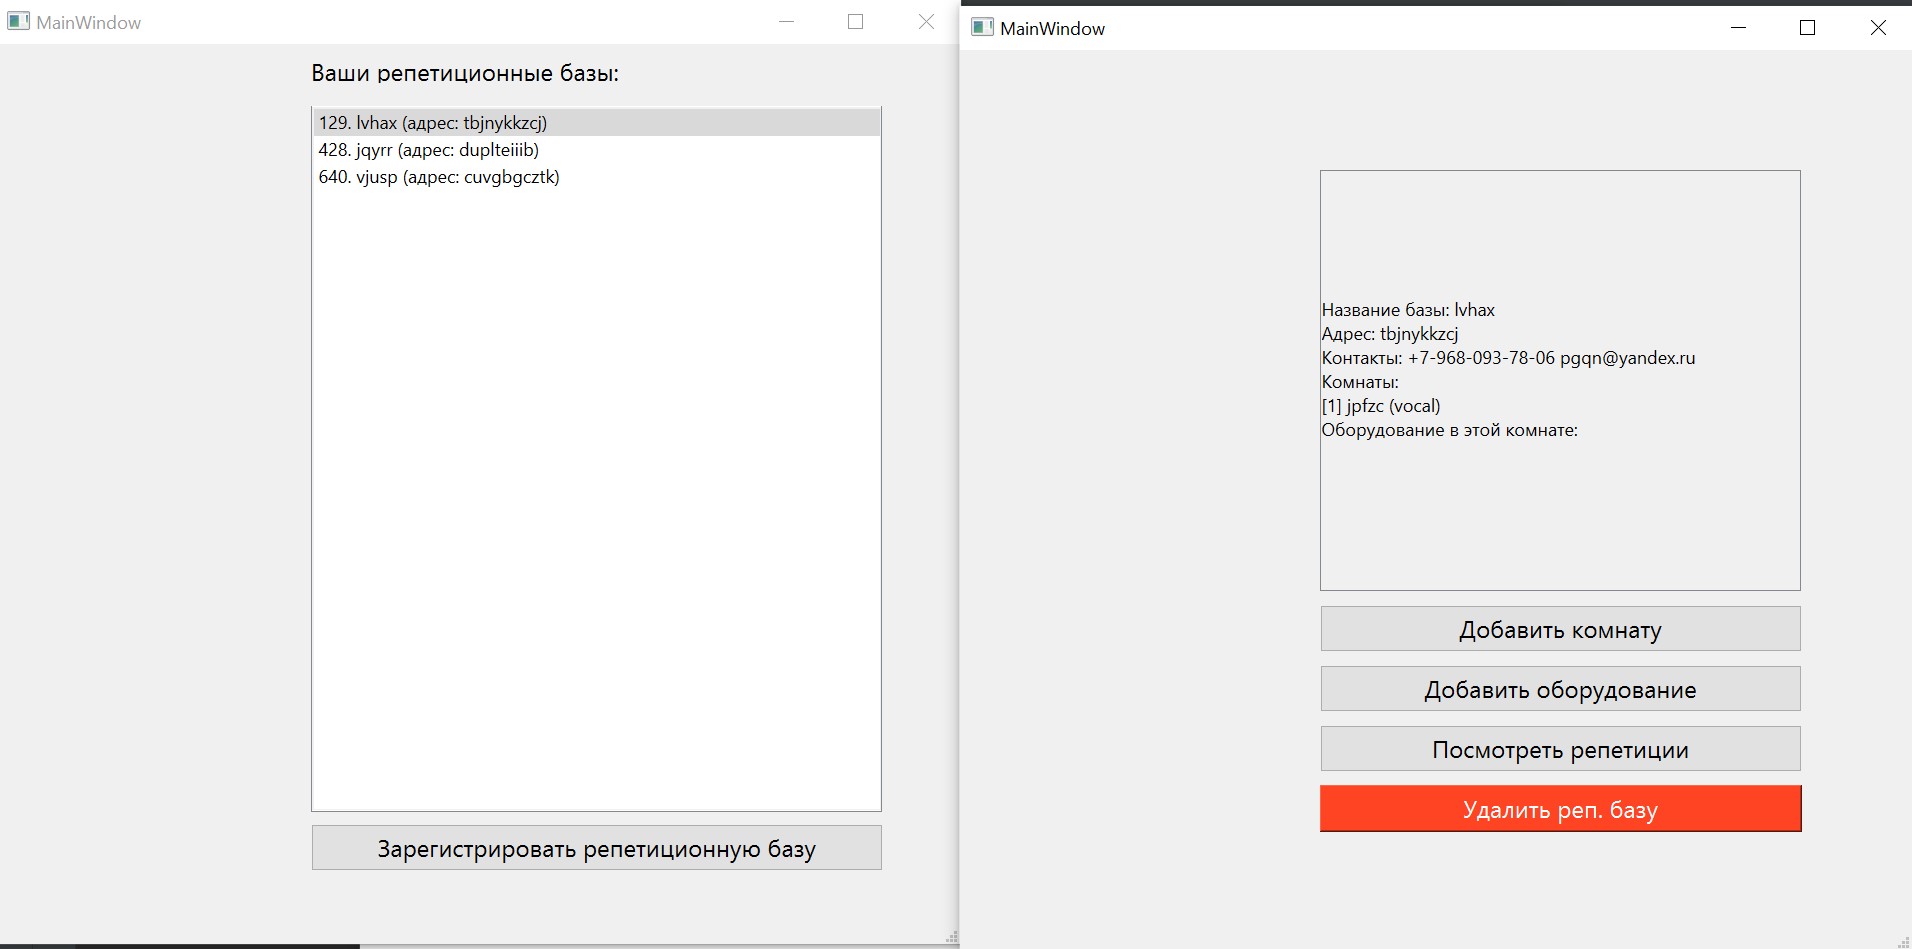 MainWindow
Ваши репетиционные базы:
129. lvhax (адрес: tbjnykkzcj)
428. jqyrr (адрес: duplteiiib)
640. vjusp (адрес: cuvgbgcztk)
Зарегистрировать репетиционную базу
MainWindow
Название базы: lvhax
Адрес: tbjnykkzcj
Контакты: +7-968-093-78-06 pgqn@yandex.ru
Комнаты:
[1] jpfzc (vocal)
Оборудование в этой комнате:
Добавить комнату
Добавить оборудование
Посмотреть репетиции
Удалить реп. базу